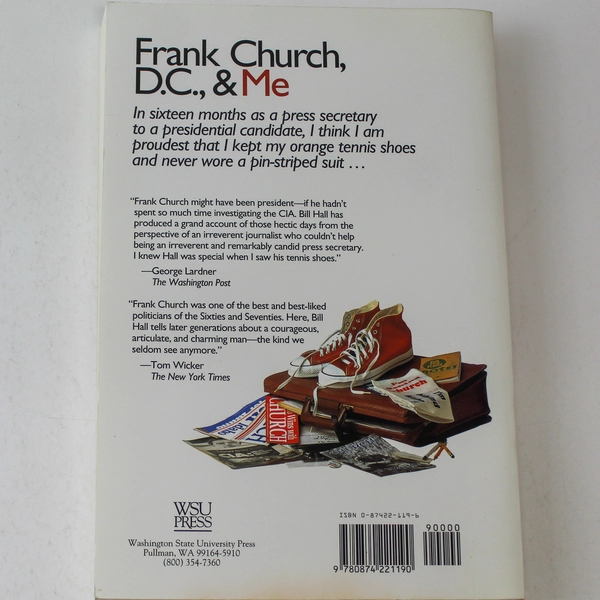 Frank Church,
D.C., & Me
In sixteen months as a press secretary
to a presidential candidate, I think I am
proudest that I kept my orange tennis shoes
and never wore a pin-striped suit ...
"Frank Church might have been president—if he hadn't
spent so much time investigating the CIA. Bill Hall has
produced a grand account of those hectic days from the
perspective of an irreverent journalist who couldn't help
being an irreverent and remarkably candid press secretary.
I knew Hall was special when I saw his tennis shoes."
—George Lardner
The Washington Post
"Frank Church was one of the best and best-liked
politicians of the Sixties and Seventies. Here, Bill
Hall tells later generations about a courageous,
articulate, and charming man—the kind we
seldom see anymore."
—Tom Wicker
The New York Times
church
CHURCH
WSU
PRESS
Washington State University Press
Pullman, WA 99164-5910
(800) 354-7360
ISBN 0-87422-119-6
90000
9 780874 221190